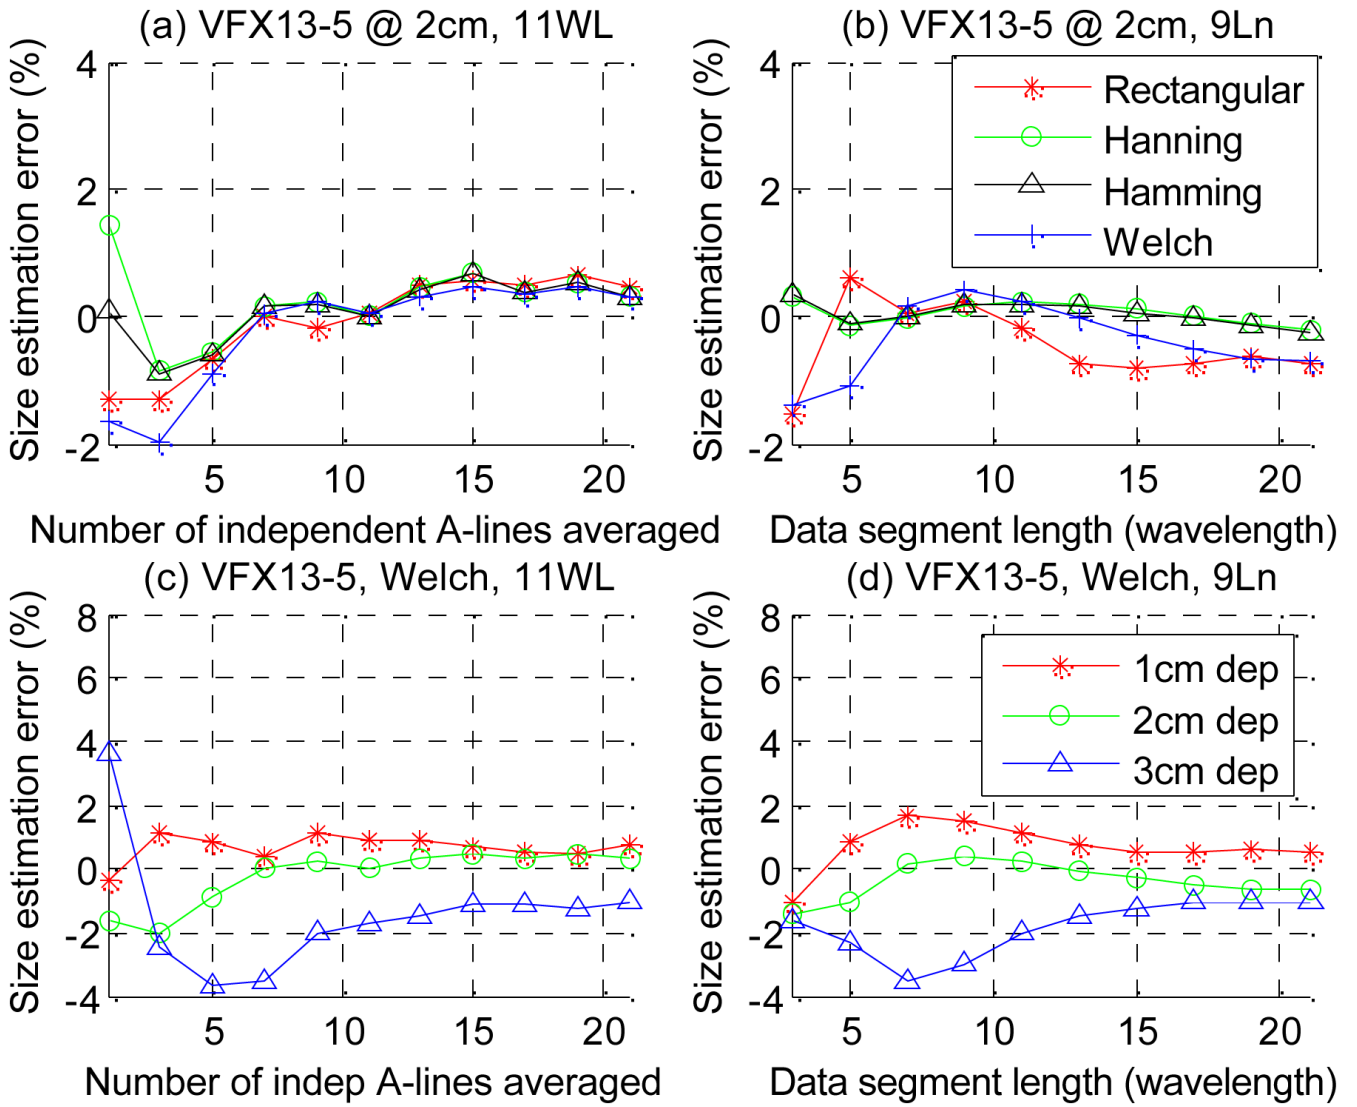 (a) VFX13-5 @ 2cm, 11WL
Size estimation error (%)
4
2
0
-2
5
10
15
20
Number of independent A-lines averaged
(b) VFX13-5 @ 2cm, 9Ln
Size estimation error (%)
4
2
0
-2
5
10
15
20
Data segment length (wavelength)
Rectangular
Hanning
Hamming
Welch
(c) VFX13-5, Welch, 11WL
Size estimation error (%)
8
6
4
2
0
-2
-4
5
10
15
20
Number of indep A-lines averaged
(d) VFX13-5, Welch, 9Ln
Size estimation error (%)
8
6
4
2
0
-2
-4
5
10
15
20
Data segment length (wavelength)
1cm dep
2cm dep
3cm dep